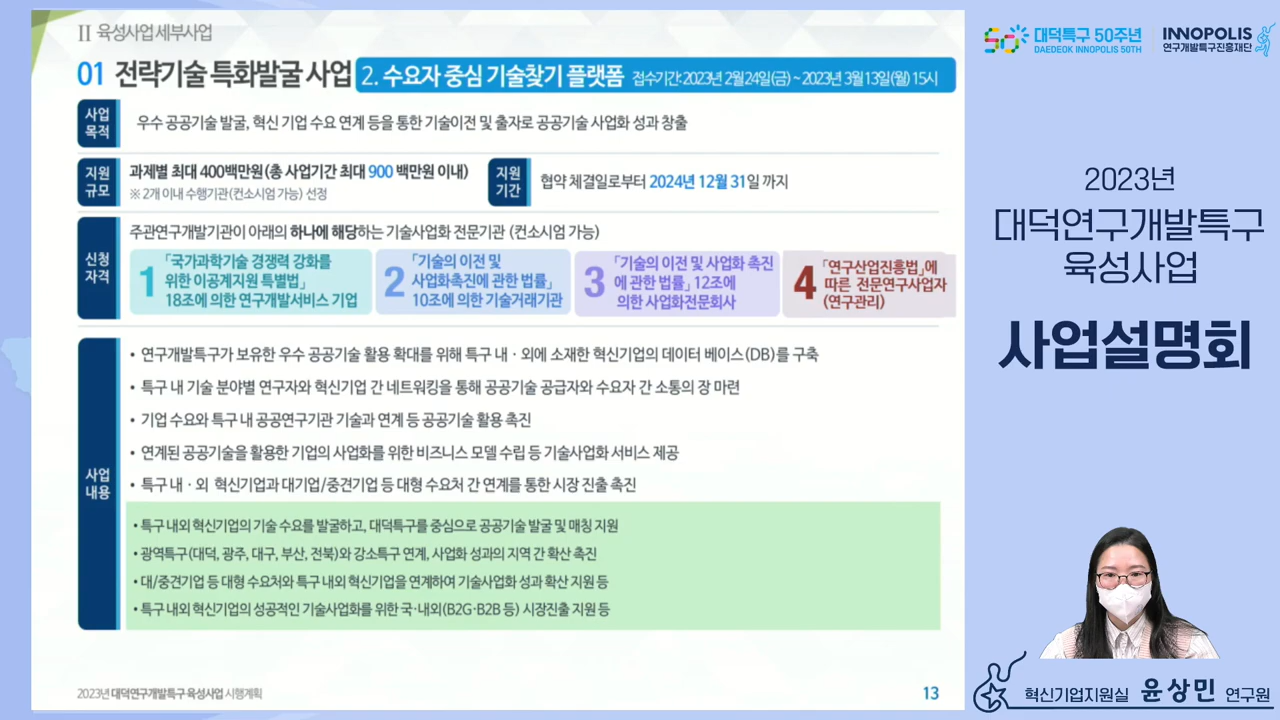 II 육성사업 세부사업
01 전략기술 특화발굴 사업 2. 수요자 중심 기술찾기 플랫폼 접수기간: 2023년 2월 24일(금) ~ 2023년 3월 13일(월) 15시
사업
목적
우수 공공기술 발굴, 혁신 기업 수요 연계 등을 통한 기술이전 및 출자로 공공기술 사업화 성과 창출
지원
규모
과제별 최대 400백만원(총 사업기간 최대 900 백만원 이내)
※ 2개 이내 수행기관(컨소시엄 가능) 선정
지원
기간
협약 체결일로부터 2024년 12월 31일 까지
신청
자격
주관연구개발기관이 아래의 하나에 해당하는 기술사업화 전문기관 (컨소시엄 가능)
1
「국가과학기술 경쟁력 강화를
위한 이공계지원 특별법」
18조에 의한 연구개발서비스 기업
2
「기술의 이전 및
사업화촉진에 관한 법률」
10조에 의한 기술거래기관
3
「기술의 이전 및 사업화 촉진
에 관한 법률」 12조에
의한 사업화전문회사
4
「연구산업진흥법」에
따른 전문연구사업자
(연구관리)
사업
내용
• 연구개발특구가 보유한 우수 공공기술 활용 확대를 위해 특구 내ㆍ외에 소재한 혁신기업의 데이터 베이스(DB)를 구축
• 특구 내 기술 분야별 연구자와 혁신기업 간 네트워킹을 통해 공공기술 공급자와 수요자 간 소통의 장 마련
• 기업 수요와 특구 내 공공연구기관 기술과 연계 등 공공기술 활용 촉진
• 연계된 공공기술을 활용한 기업의 사업화를 위한 비즈니스 모델 수립 등 기술사업화 서비스 제공
• 특구 내ㆍ외 혁신기업과 대기업/중견기업 등 대형 수요처 간 연계를 통한 시장 진출 촉진
• 특구 내외 혁신기업의 기술 수요를 발굴하고, 대덕특구를 중심으로 공공기술 발굴 및 매칭 지원
• 광역특구(대덕, 광주, 대구, 부산, 전북)와 강소특구 연계, 사업화 성과의 지역 간 확산 촉진
• 대/중견기업 등 대형 수요처와 특구 내외 혁신기업을 연계하여 기술사업화 성과 확산 지원 등
• 특구 내외 혁신기업의 성공적인 기술사업화를 위한 국·내외(B2G·B2B 등) 시장진출 지원 등
2023년 대덕연구개발특구 육성사업 시행계획
13
50 대덕특구 50주년
DAEDEOK INNOPOLIS 50TH
INNOPOLIS
연구개발특구진흥재단
2023년
대덕연구개발특구
육성사업
사업설명회
혁신기업지원실 윤상민 연구원